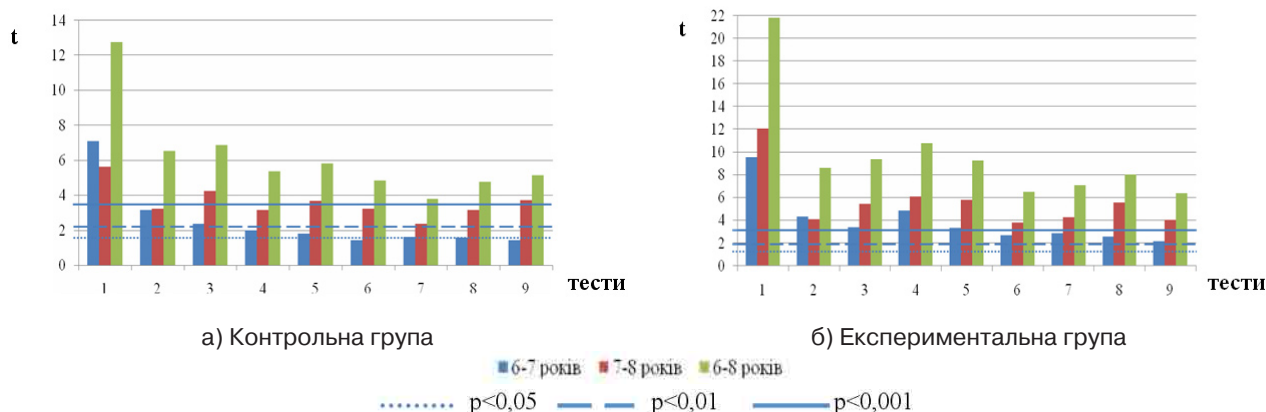 t
14
12
10
8
6
4
2
0
1 2 3 4 5 6 7 8 9
тести
а) Контрольна група
t
22
20
18
16
14
12
10
8
6
4
2
0
1 2 3 4 5 6 7 8 9
тести
б) Експериментальна група
6-7 років 7-8 років 6-8 років
p<0,05 p<0,01 p<0,001